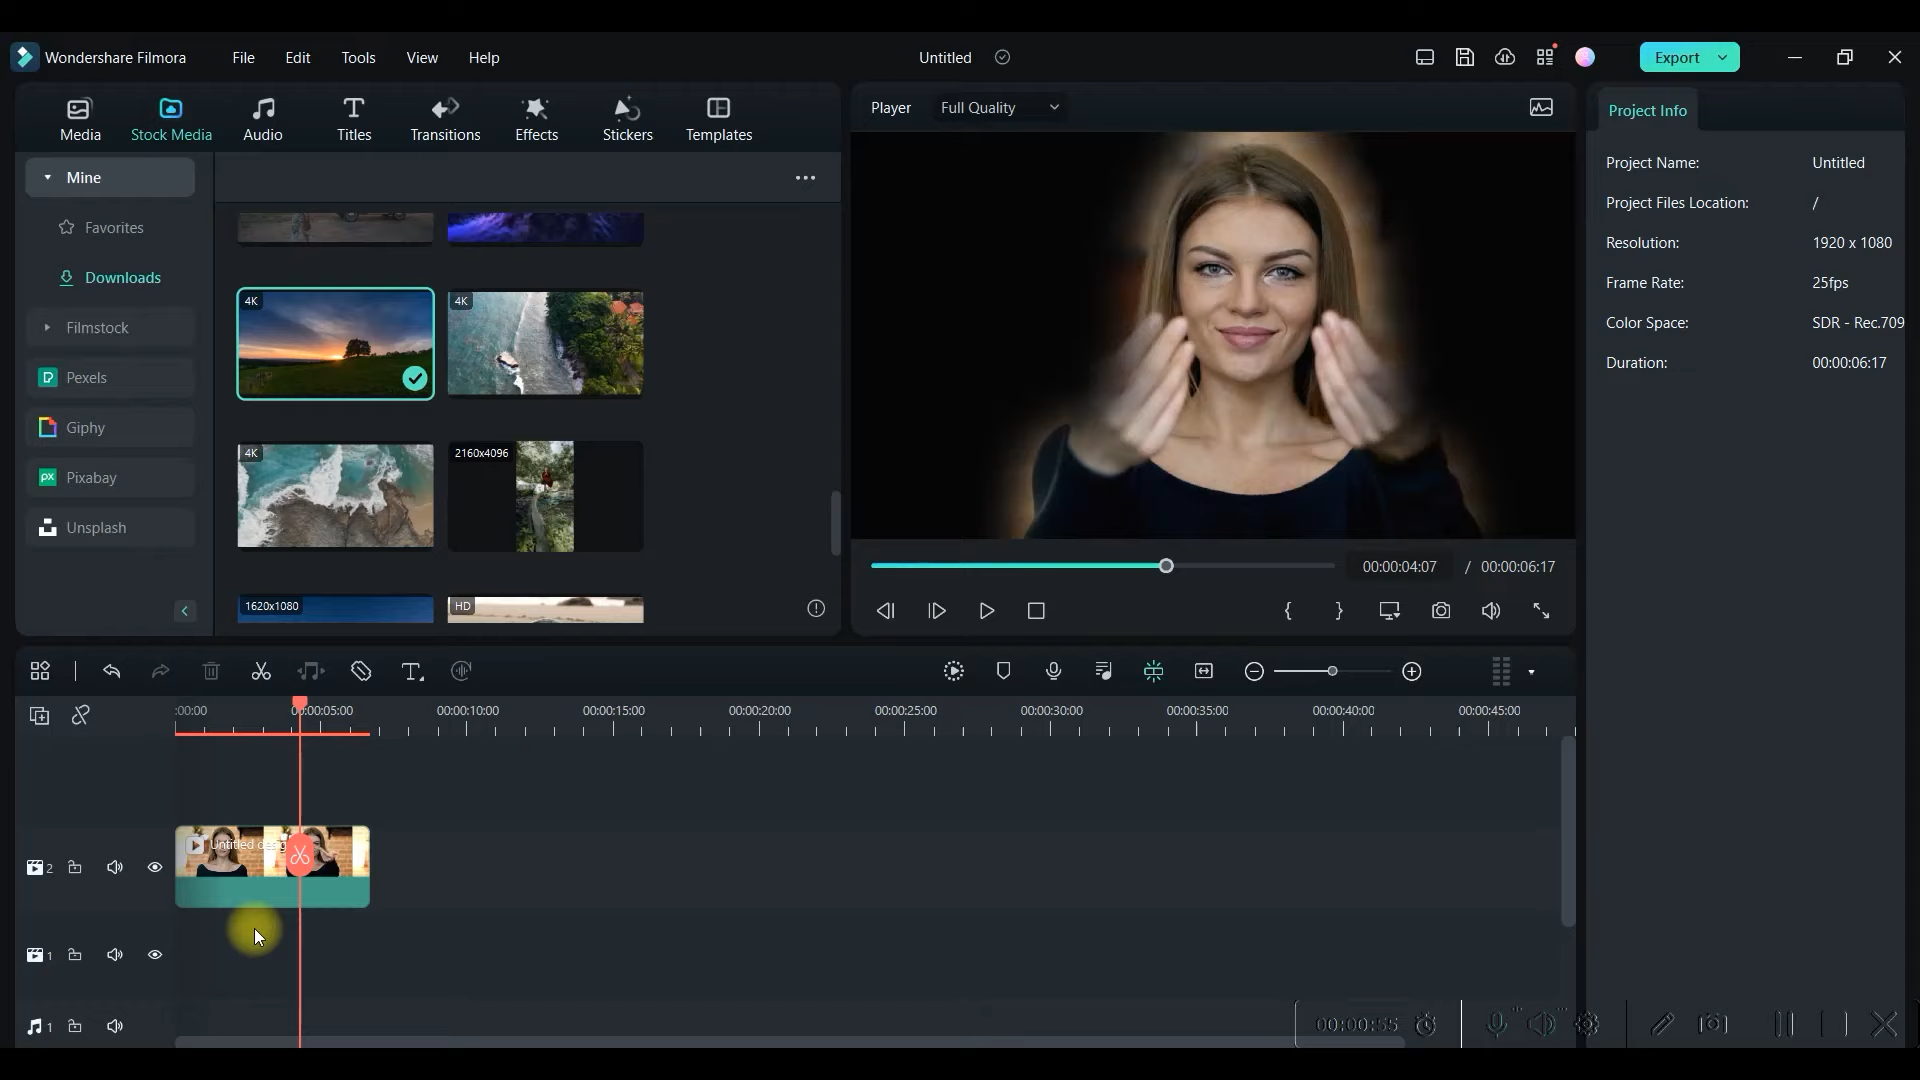 Wondershare Filmora File Edit Tools View Help Untitled Export
Media Stock Media Audio Titles Transitions Effects Stickers Templates
Player Full Quality
Project Info
Mine
Favorites
Downloads
Filmstock
Pexels
Giphy
Pixabay
Unsplash
4K 4K
4K 2160x4096
1620x1080 HD
Project Name: Untitled
Project Files Location: /
Resolution: 1920 x 1080
Frame Rate: 25fps
Color Space: SDR - Rec.709
Duration: 00:00:06:17
00:00:04:07 / 00:00:06:17
:00:00 00:00:05:00 00:00:10:00 00:00:15:00 00:00:20:00 00:00:25:00 00:00:30:00 00:00:35:00 00:00:40:00 00:00:45:00
Untitled desig
2
1
1
00:00:55